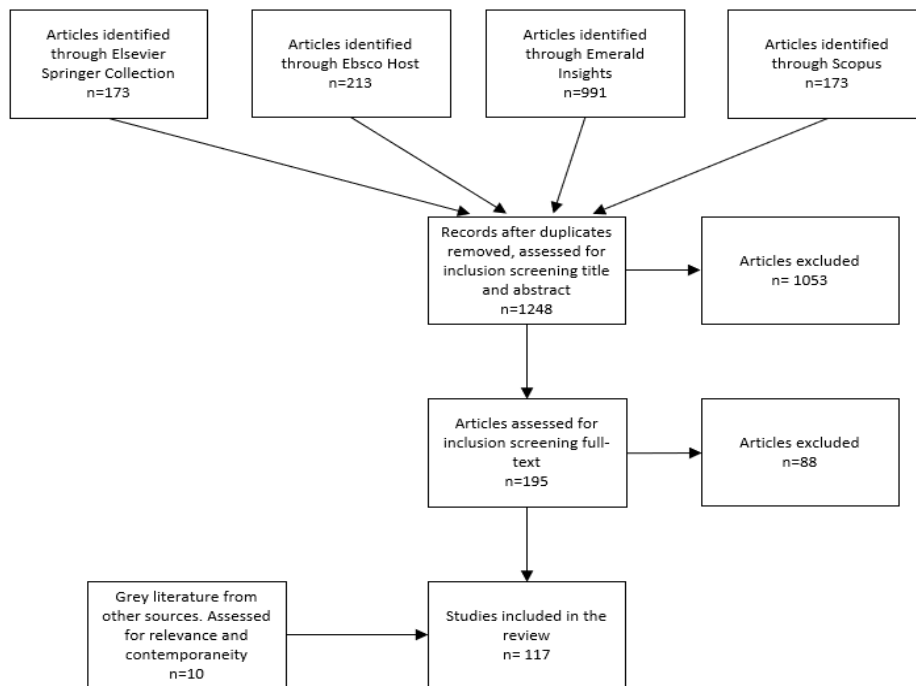 Articles identified
through Elsevier
Springer Collection
n=173
Articles identified
through Ebsco Host
n=213
Articles identified
through Emerald
Insights
n=991
Articles identified
through Scopus
n=173
Records after duplicates
removed, assessed for
inclusion screening title
and abstract
n=1248
Articles excluded
n= 1053
Articles assessed for
inclusion screening full-
text
n=195
Articles excluded
n=88
Grey literature from
other sources. Assessed
for relevance and
contemporaneity
n=10
Studies included in the
review
n= 117